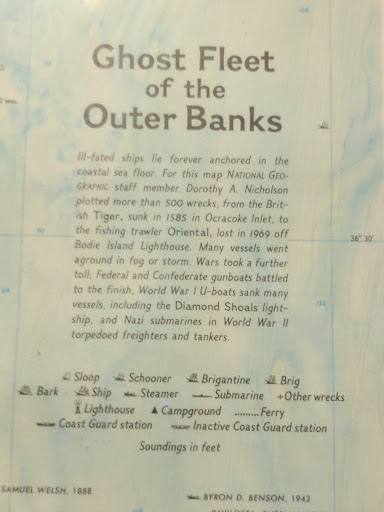 Ghost Fleet
of the
Outer Banks
Ill-fated ships lie forever anchored in the
coastal sea floor. For this map NATIONAL GEO-
GRAPHIC staff member Dorothy A. Nicholson
plotted more than 500 wrecks, from the Brit-
ish Tiger, sunk in 1585 in Ocracoke Inlet, to
the fishing trawler Oriental, lost in 1969 off
Bodie Island Lighthouse. Many vessels went
aground in fog or storm. Wars took a further
toll: Federal and Confederate gunboats battled
to the finish, World War I U-boats sank many
vessels, including the Diamond Shoals light-
ship, and Nazi submarines in World War II
torpedoed freighters and tankers.
36° 30'
Sloop Schooner Brigantine Brig
Bark Ship Steamer Submarine +Other wrecks
Lighthouse Campground ..........Ferry
Coast Guard station Inactive Coast Guard station
Soundings in feet
SAMUEL WELSH, 1888
BYRON D. BENSON, 1942